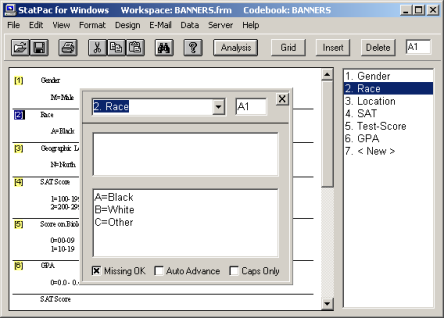 StatPac for Windows Workspace: BANNERS.frm Codebook: BANNERS
File Edit View Format Design E-Mail Data Server Help
Analysis Grid Insert Delete A1
[1] Gender
M=Male
[2] Race
A=Black
[3] Geographic
N=North
[4] SAT Score
1=100-199
2=200-299
[5] Score on
0=00-09
1=10-19
[6] GPA
0=0.0 - 0.
SAT Score
2. Race A1
A=Black
B=White
C=Other
Missing OK Auto Advance Caps Only
1. Gender
2. Race
3. Location
4. SAT
5. Test-Score
6. GPA
7. < New >